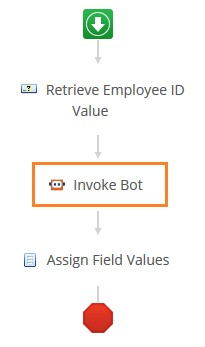 Retrieve Employee ID
Value
Invoke Bot
Assign Field Values